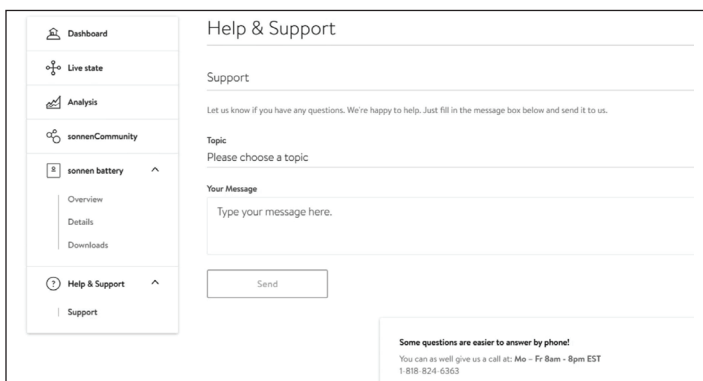 Dashboard
Live state
Analysis
sonnenCommunity
sonnen battery
Overview
Details
Downloads
Help & Support
Support
Help & Support
Support
Let us know if you have any questions. We're happy to help. Just fill in the message box below and send it to us.
Topic
Please choose a topic
Your Message
Type your message here.
Send
Some questions are easier to answer by phone!
You can as well give us a call at: Mo – Fr 8am - 8pm EST
1-818-824-6363